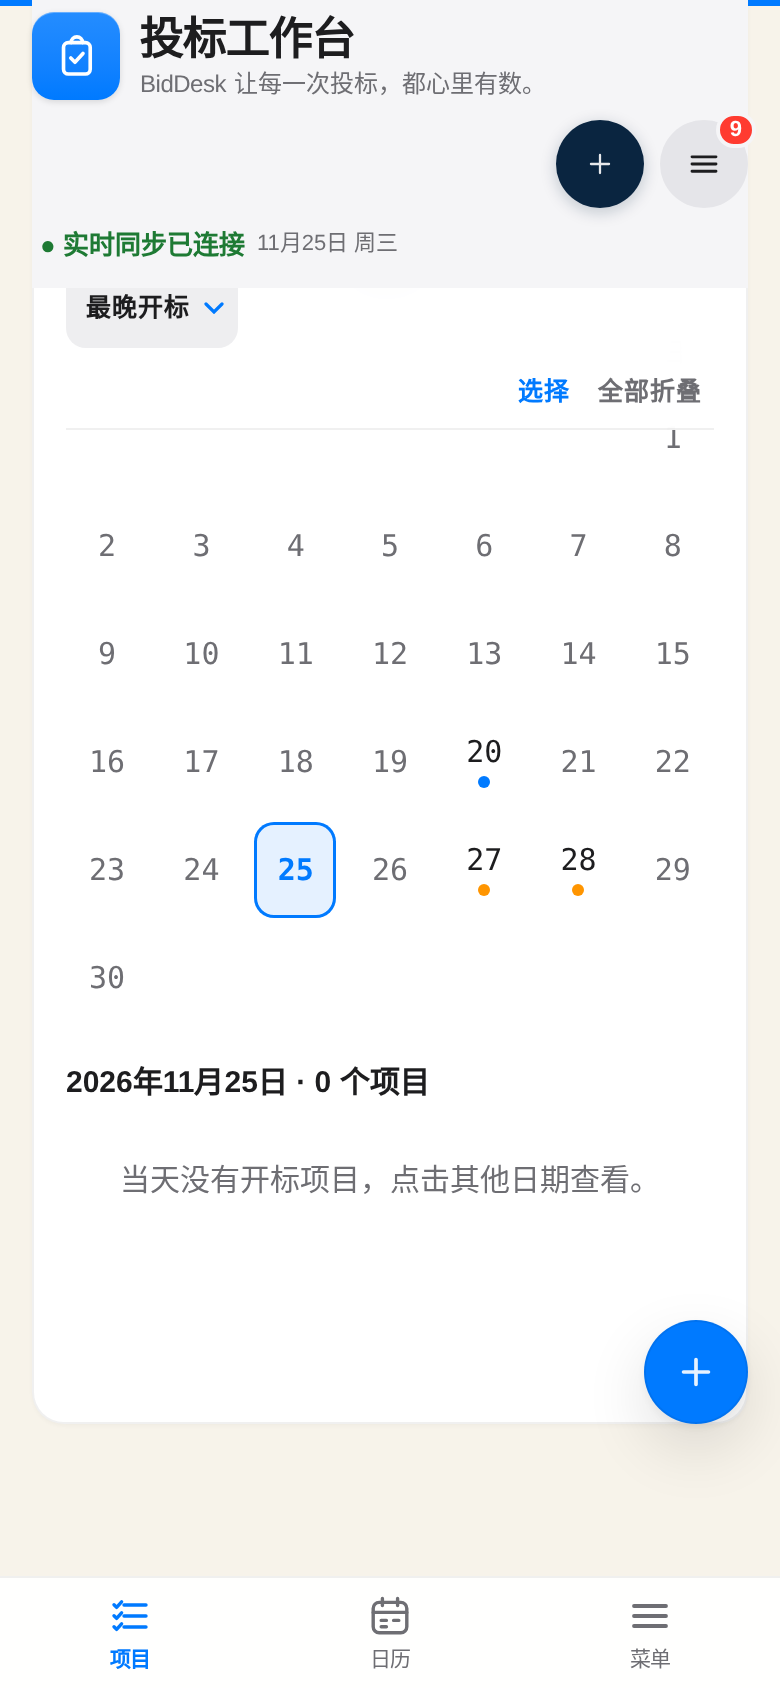 投标工作台
BidDesk 让每一次投标，都心里有数。
9
实时同步已连接 11月25日 周三
最晚开标
选择 全部折叠
1
2 3 4 5 6 7 8
9 10 11 12 13 14 15
16 17 18 19 20 21 22
23 24 25 26 27 28 29
30
2026年11月25日 · 0 个项目
当天没有开标项目，点击其他日期查看。
项目 日历 菜单